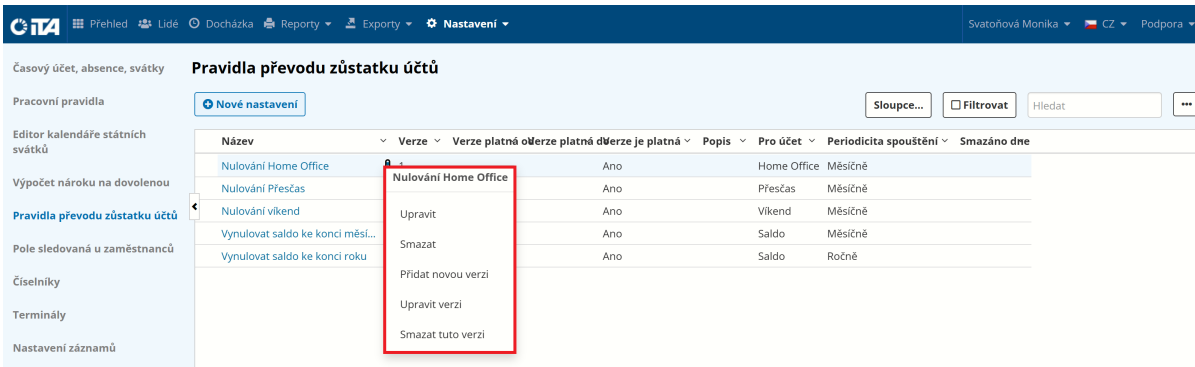 iTA Přehled Lidé Docházka Reporty Exporty Nastavení Svatoňová Monika CZ Podpora
Časový účet, absence, svátky
Pracovní pravidla
Editor kalendáře státních
svátků
Výpočet nároku na dovolenou
Pravidla převodu zůstatku účtů
Pole sledovaná u zaměstnanců
Číselníky
Terminály
Nastavení záznamů
Pravidla převodu zůstatku účtů
Nové nastavení Sloupce... Filtrovat Hledat ...
Název Verze Verze platná od Verze platná do Verze je platná Popis Pro účet Periodicita spouštění Smazáno dne
Nulování Home Office 1 Ano Home Office Měsíčně
Nulování Přesčas Ano Přesčas Měsíčně
Nulování víkend Ano Víkend Měsíčně
Vynulovat saldo ke konci měsí... Ano Saldo Měsíčně
Vynulovat saldo ke konci roku Ano Saldo Ročně
Nulování Home Office
Upravit
Smazat
Přidat novou verzi
Upravit verzi
Smazat tuto verzi